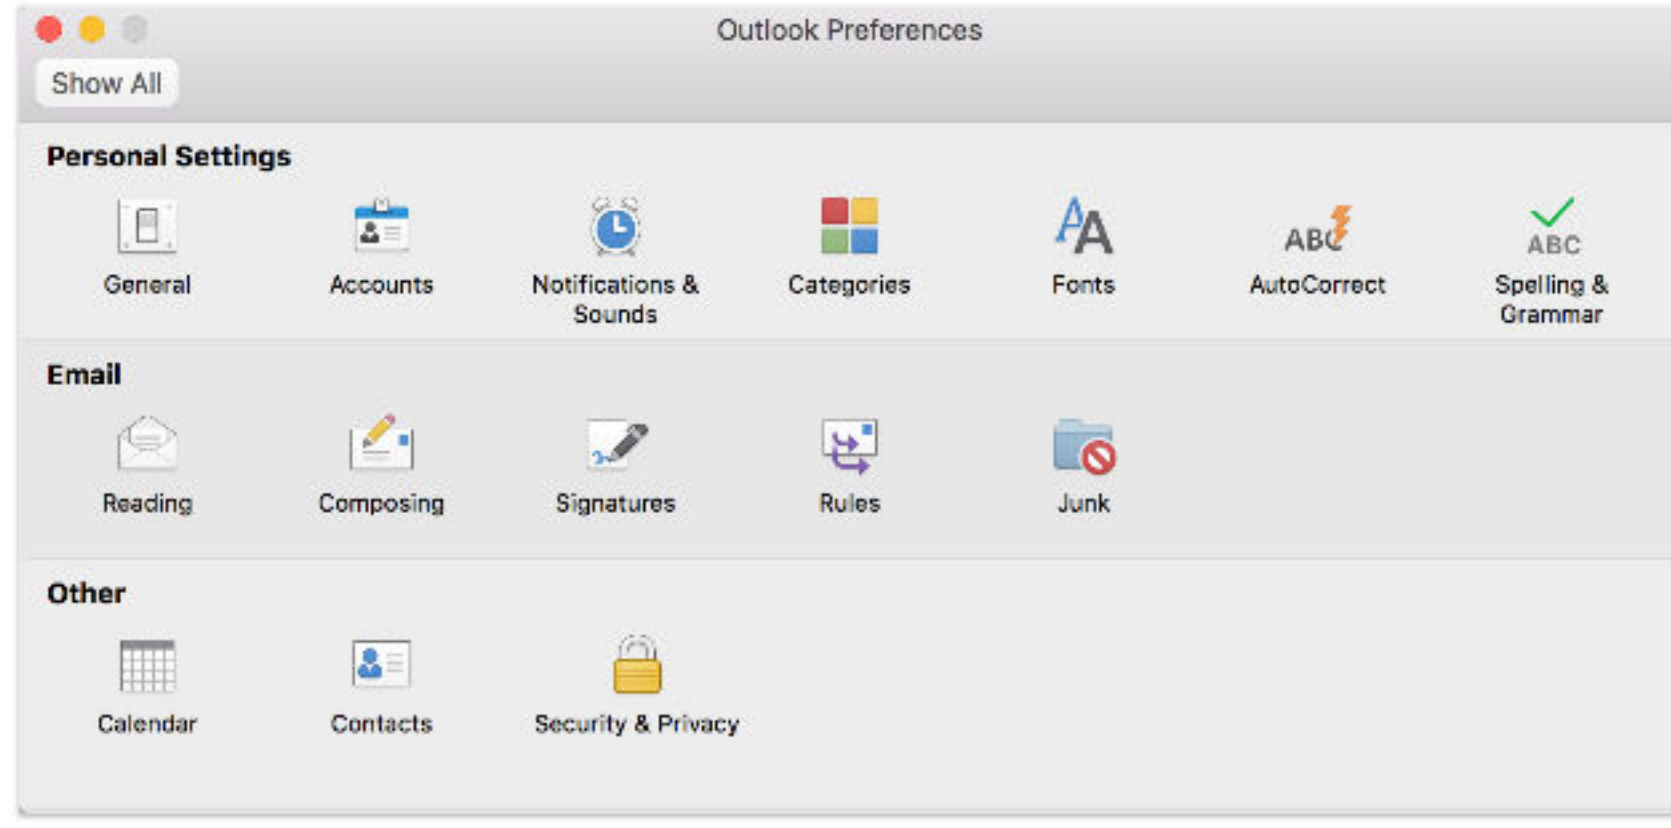 Outlook Preferences
Show All
Personal Settings
General
Accounts
Notifications &
Sounds
Categories
Fonts
ABC
AutoCorrect
ABC
Spelling &
Grammar
Email
Reading
Composing
Signatures
Rules
Junk
Other
Calendar
Contacts
Security & Privacy